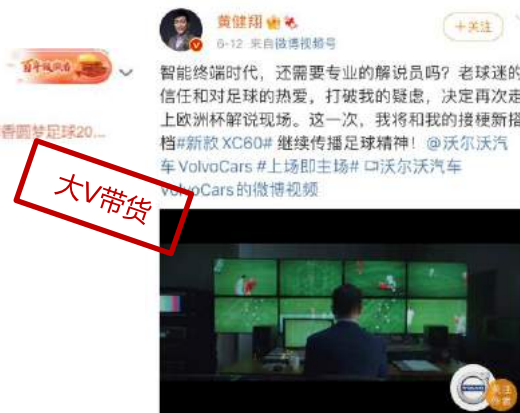 黄健翔
+关注
6-12 来自微博视频号
智能终端时代，还需要专业的解说员吗？老球迷的
信任和对足球的热爱，打破我的疑虑，决定再次走
上欧洲杯解说现场。这一次，我将和我的接梗新搭
档#新款XC60# 继续传播足球精神！@沃尔沃汽
车VolvoCars #上场即主场# 沃尔沃汽车
VolvoCars的微博视频
香圆梦足球20...
大V带货